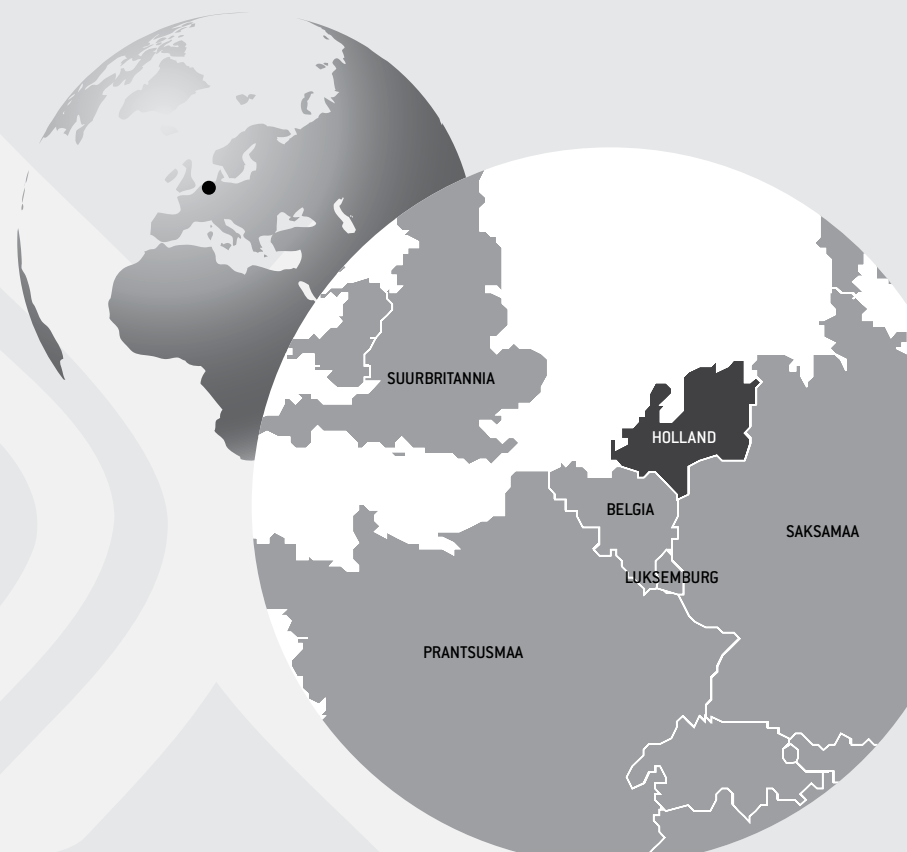 SUURBRITANNIA
HOLLAND
BELGIA
SAKSAMAA
LUKSEMBURG
PRANTSUSMAA